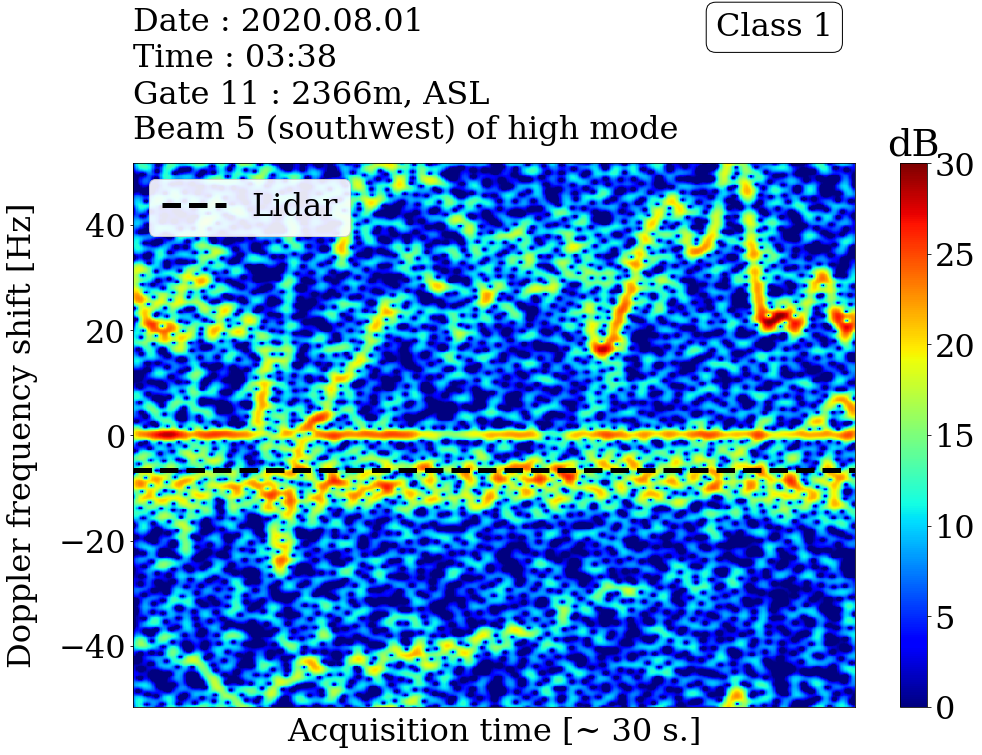 Date : 2020.08.01
Time : 03:38
Gate 11 : 2366m, ASL
Beam 5 (southwest) of high mode
Class 1
dB
Lidar
Doppler frequency shift [Hz]
40
20
0
−20
−40
Acquisition time [~ 30 s.]
30
25
20
15
10
5
0